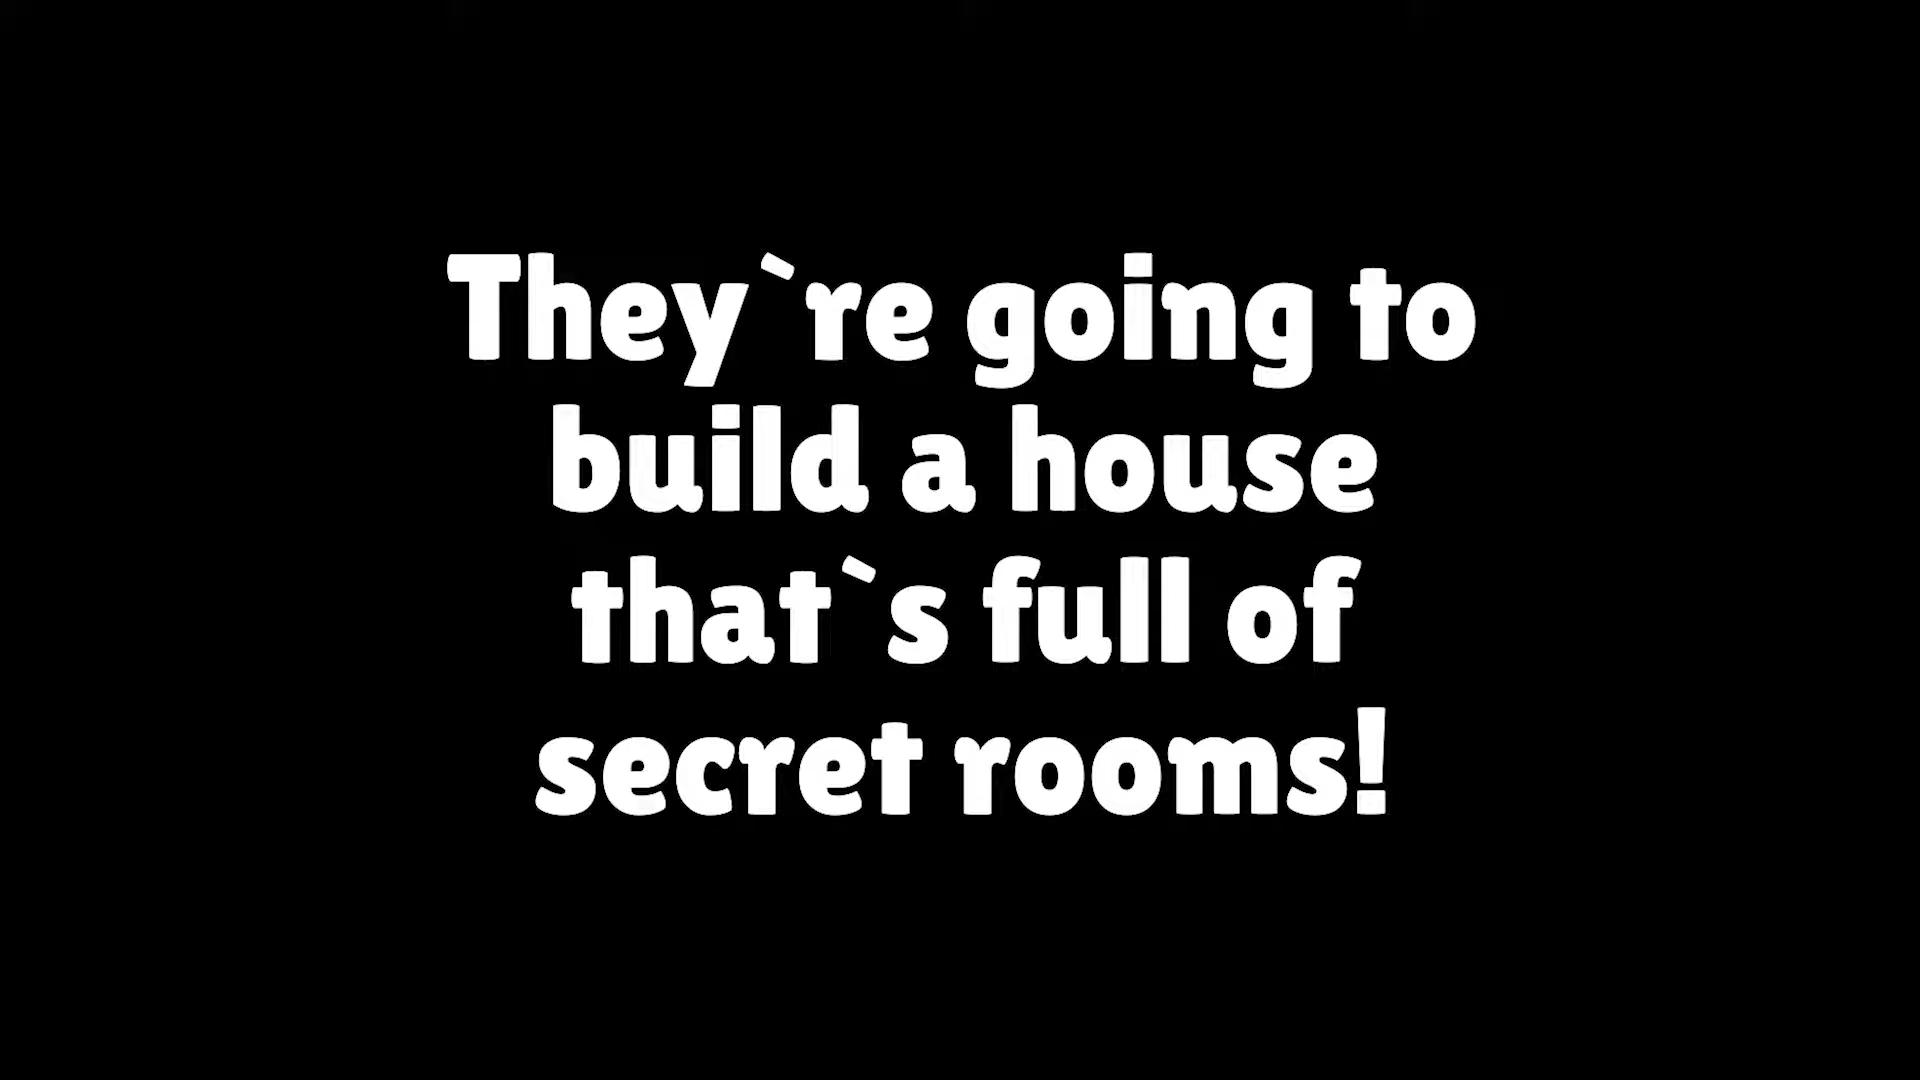 They`re going to
build a house
that`s full of
secret rooms!